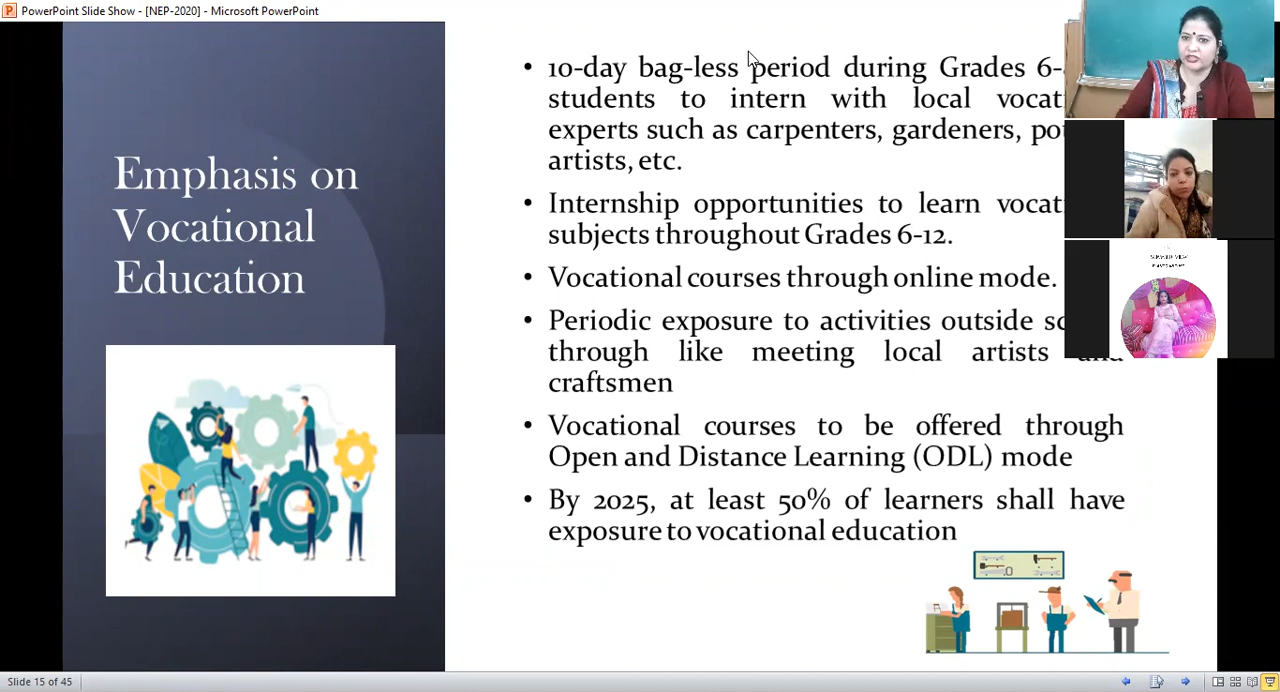 PowerPoint Slide Show - [NEP-2020] - Microsoft PowerPoint
Emphasis on
Vocational
Education
• 10-day bag-less period during Grades 6-
students to intern with local vocati
experts such as carpenters, gardeners, po
artists, etc.
• Internship opportunities to learn vocati
subjects throughout Grades 6-12.
• Vocational courses through online mode.
• Periodic exposure to activities outside sc
through like meeting local artists and
craftsmen
• Vocational courses to be offered through
Open and Distance Learning (ODL) mode
• By 2025, at least 50% of learners shall have
exposure to vocational education
Slide 15 of 45